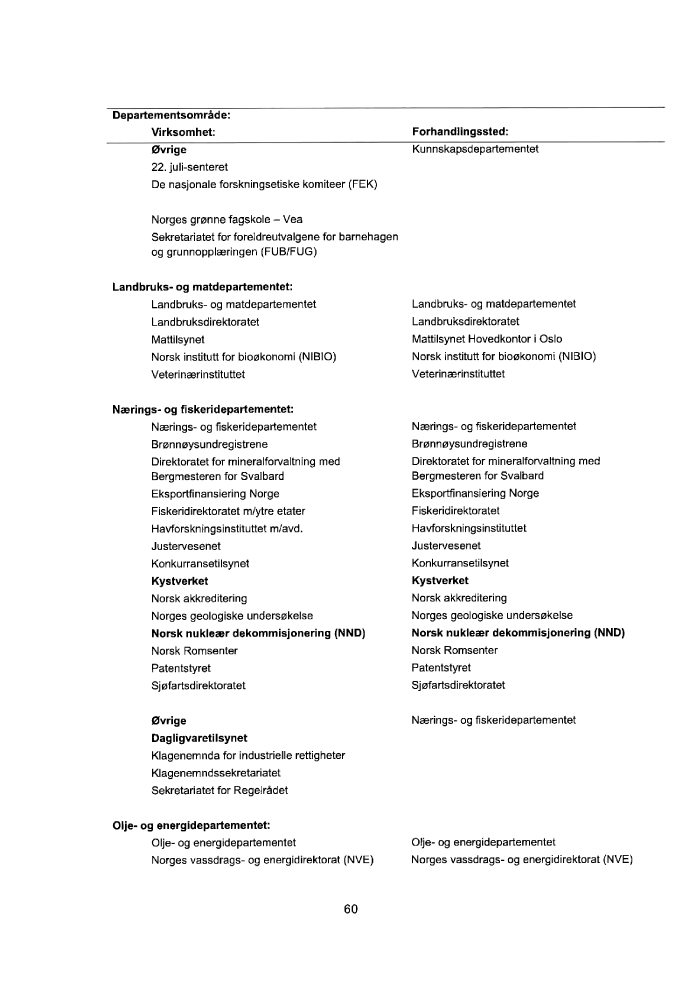 Departementsområde:
Virksomhet: Forhandlingssted:
Øvrige Kunnskapsdepartementet
22. juli-senteret
De nasjonale forskningsetiske komiteer (FEK)
Norges grønne fagskole – Vea
Sekretariatet for foreldreutvalgene for barnehagen
og grunnopplæringen (FUB/FUG)
Landbruks- og matdepartementet:
Landbruks- og matdepartementet Landbruks- og matdepartementet
Landbruksdirektoratet Landbruksdirektoratet
Mattilsynet Mattilsynet Hovedkontor i Oslo
Norsk institutt for bioøkonomi (NIBIO) Norsk institutt for bioøkonomi (NIBIO)
Veterinærinstituttet Veterinærinstituttet
Nærings- og fiskeridepartementet:
Nærings- og fiskeridepartementet Nærings- og fiskeridepartementet
Brønnøysundregistrene Brønnøysundregistrene
Direktoratet for mineralforvaltning med Direktoratet for mineralforvaltning med
Bergmesteren for Svalbard Bergmesteren for Svalbard
Eksportfinansiering Norge Eksportfinansiering Norge
Fiskeridirektoratet m/ytre etater Fiskeridirektoratet
Havforskningsinstituttet m/avd. Havforskningsinstituttet
Justervesenet Justervesenet
Konkurransetilsynet Konkurransetilsynet
Kystverket Kystverket
Norsk akkreditering Norsk akkreditering
Norges geologiske undersøkelse Norges geologiske undersøkelse
Norsk nukleær dekommisjonering (NND) Norsk nukleær dekommisjonering (NND)
Norsk Romsenter Norsk Romsenter
Patentstyret Patentstyret
Sjøfartsdirektoratet Sjøfartsdirektoratet
Øvrige Nærings- og fiskeridepartementet
Dagligvaretilsynet
Klagenemnda for industrielle rettigheter
Klagenemndssekretariatet
Sekretariatet for Regelrådet
Olje- og energidepartementet:
Olje- og energidepartementet Olje- og energidepartementet
Norges vassdrags- og energidirektorat (NVE) Norges vassdrags- og energidirektorat (NVE)
60